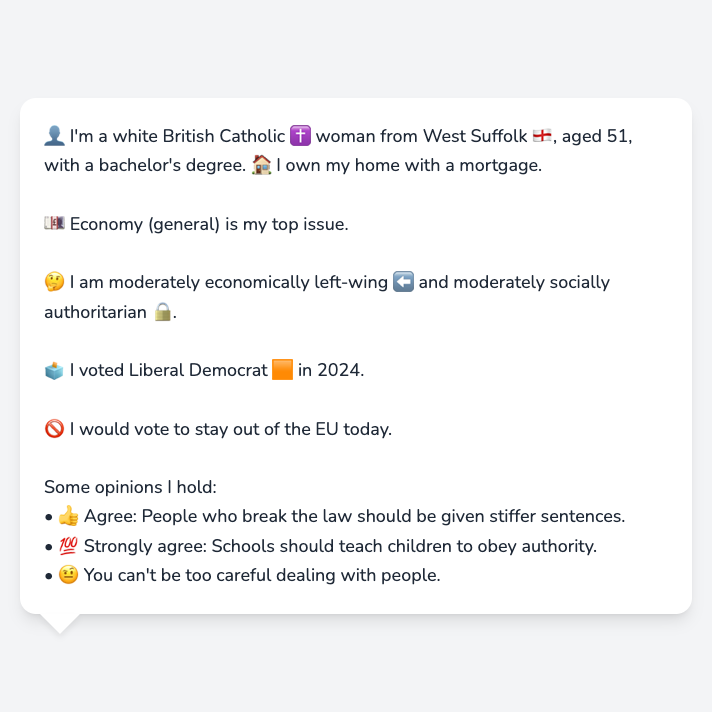 👤 I'm a white British Catholic ✝️ woman from West Suffolk 🏴󠁧󠁢󠁥󠁮󠁧󠁿, aged 51,
with a bachelor's degree. 🏠 I own my home with a mortgage.
💷 Economy (general) is my top issue.
🤔 I am moderately economically left-wing ⬅️ and moderately socially
authoritarian 🔒.
🗳️ I voted Liberal Democrat 🟧 in 2024.
🚫 I would vote to stay out of the EU today.
Some opinions I hold:
• 👍 Agree: People who break the law should be given stiffer sentences.
• 💯 Strongly agree: Schools should teach children to obey authority.
• 🤨 You can't be too careful dealing with people.